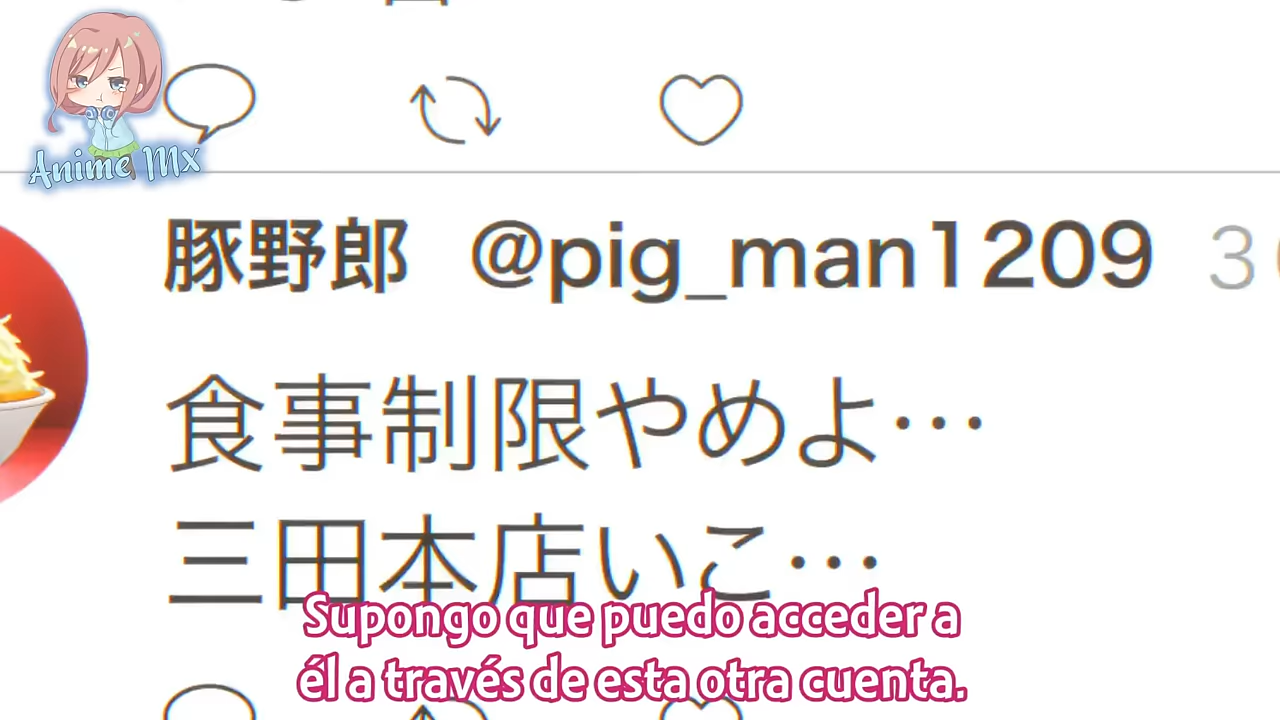 Anime Mx
豚野郎 @pig_man1209 3
食事制限やめよ…
三田本店いこ…
Supongo que puedo acceder a
él a través de esta otra cuenta.